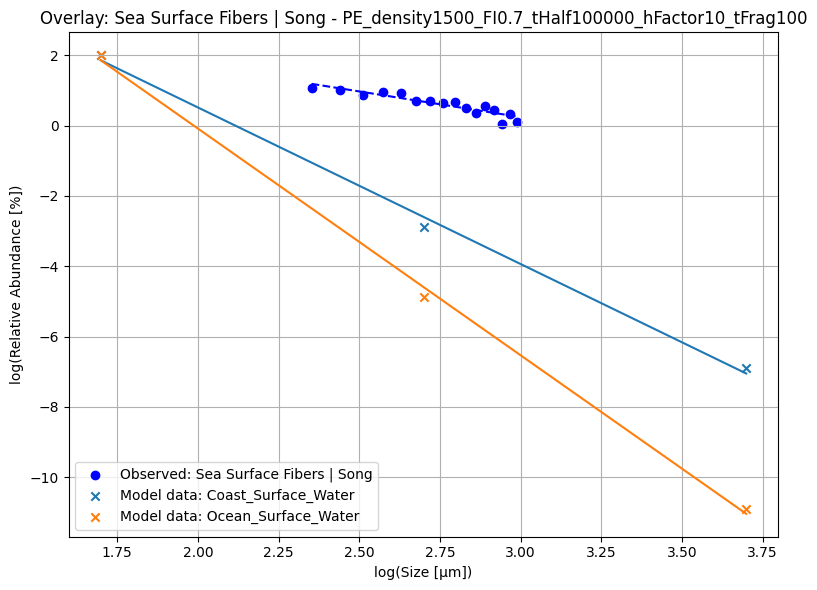 Overlay: Sea Surface Fibers | Song - PE_density1500_FI0.7_tHalf100000_hFactor10_tFrag100
log(Relative Abundance [%])
2
0
−2
−4
−6
−8
−10
Observed: Sea Surface Fibers | Song
Model data: Coast_Surface_Water
Model data: Ocean_Surface_Water
1.75 2.00 2.25 2.50 2.75 3.00 3.25 3.50 3.75
log(Size [µm])